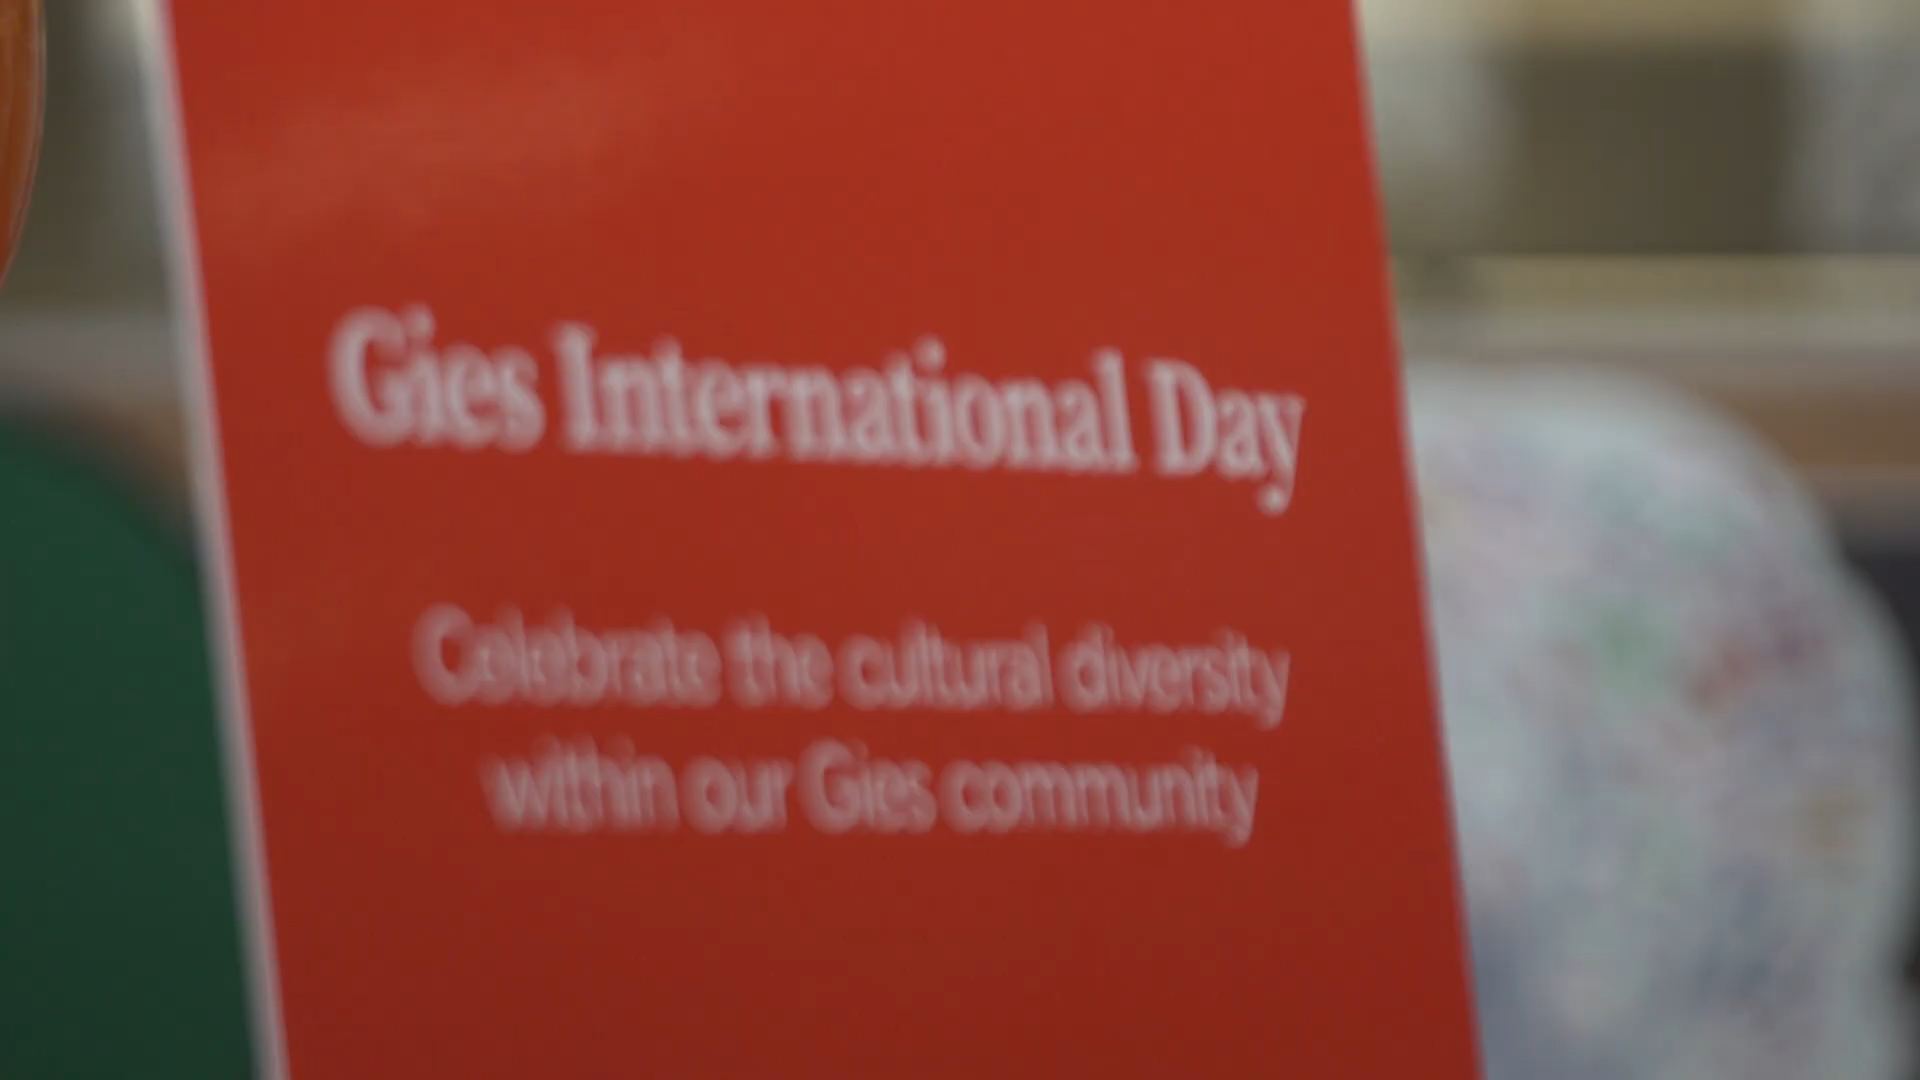 Gies International Day
Celebrate the cultural diversity
within our Gies community